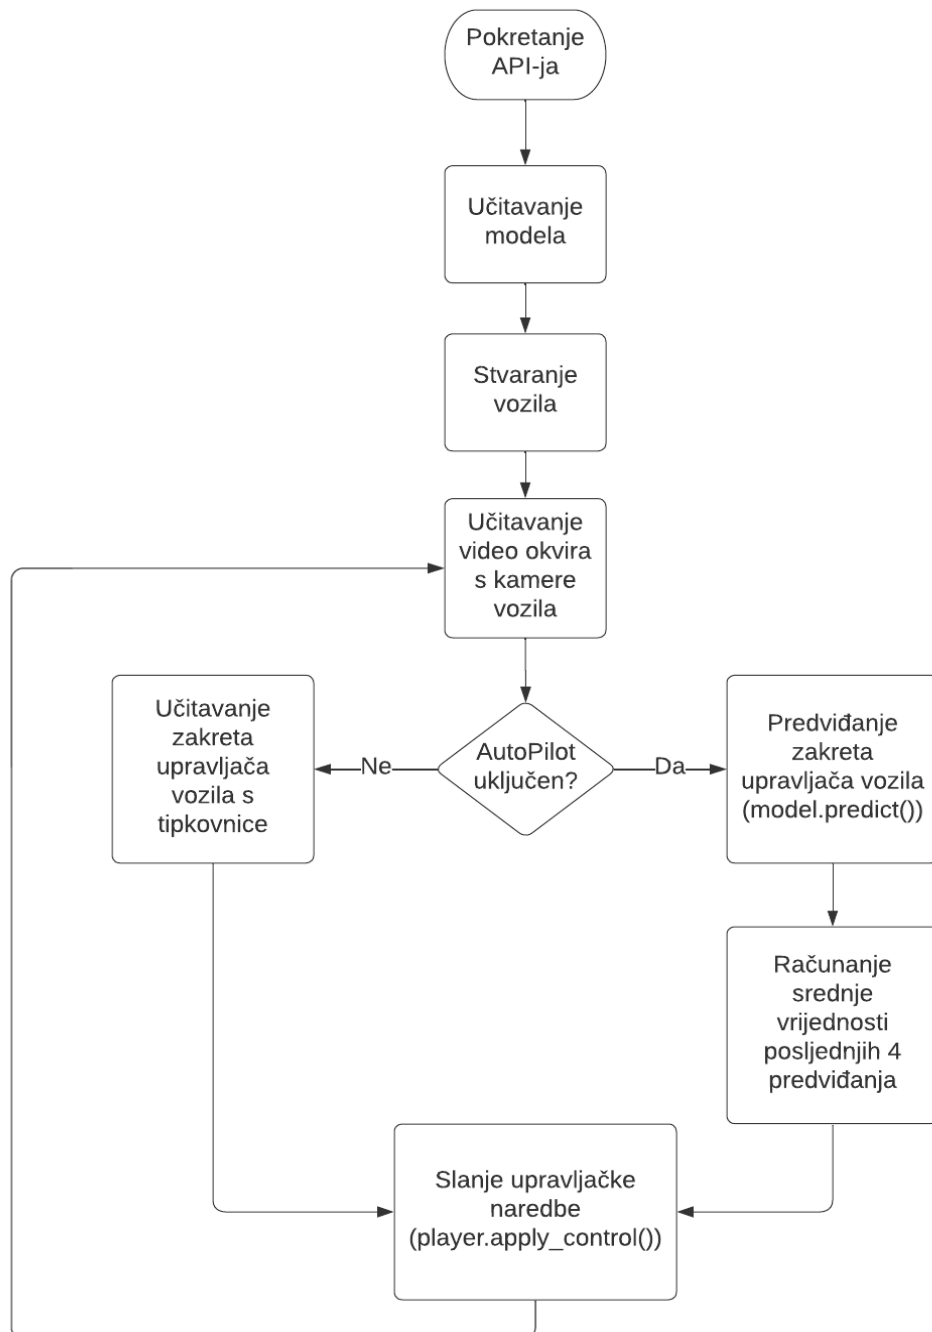 Pokretanje
API-ja
Učitavanje
modela
Stvaranje
vozila
Učitavanje
video okvira
s kamere
vozila
AutoPilot
uključen?
Ne
Da
Učitavanje
zakreta
upravljača
vozila s
tipkovnice
Predviđanje
zakreta
upravljača vozila
(model.predict())
Računanje
srednje
vrijednosti
posljednjih 4
predviđanja
Slanje upravljačke
naredbe
(player.apply_control())